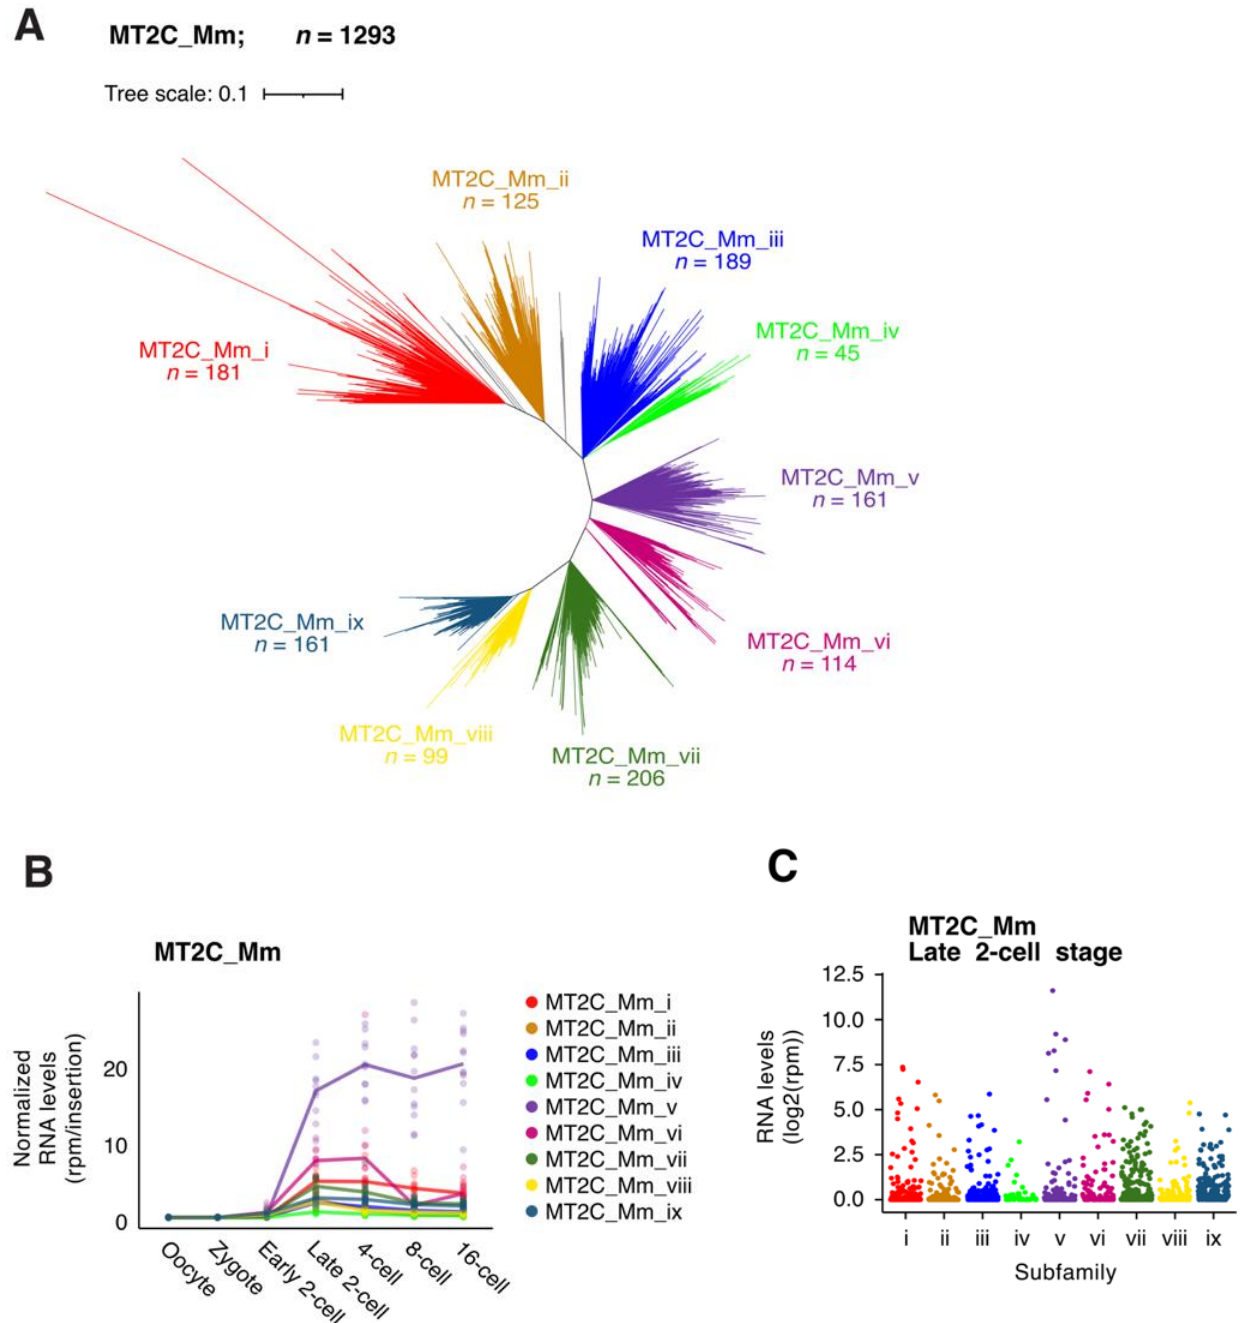 A
MT2C_Mm; n = 1293
Tree scale: 0.1
MT2C_Mm_ii
n = 125
MT2C_Mm_iii
n = 189
MT2C_Mm_iv
n = 45
MT2C_Mm_i
n = 181
MT2C_Mm_v
n = 161
MT2C_Mm_ix
n = 161
MT2C_Mm_vi
n = 114
MT2C_Mm_viii
n = 99
MT2C_Mm_vii
n = 206
B
MT2C_Mm
Normalized
RNA levels
(rpm/insertion)
20
10
0
Oocyte
Zygote
Early 2-cell
Late 2-cell
4-cell
8-cell
16-cell
MT2C_Mm_i
MT2C_Mm_ii
MT2C_Mm_iii
MT2C_Mm_iv
MT2C_Mm_v
MT2C_Mm_vi
MT2C_Mm_vii
MT2C_Mm_viii
MT2C_Mm_ix
C
MT2C_Mm
Late 2-cell stage
RNA levels
(log2(rpm))
12.5
10.0
7.5
5.0
2.5
0.0
i ii iii iv v vi vii viii ix
Subfamily